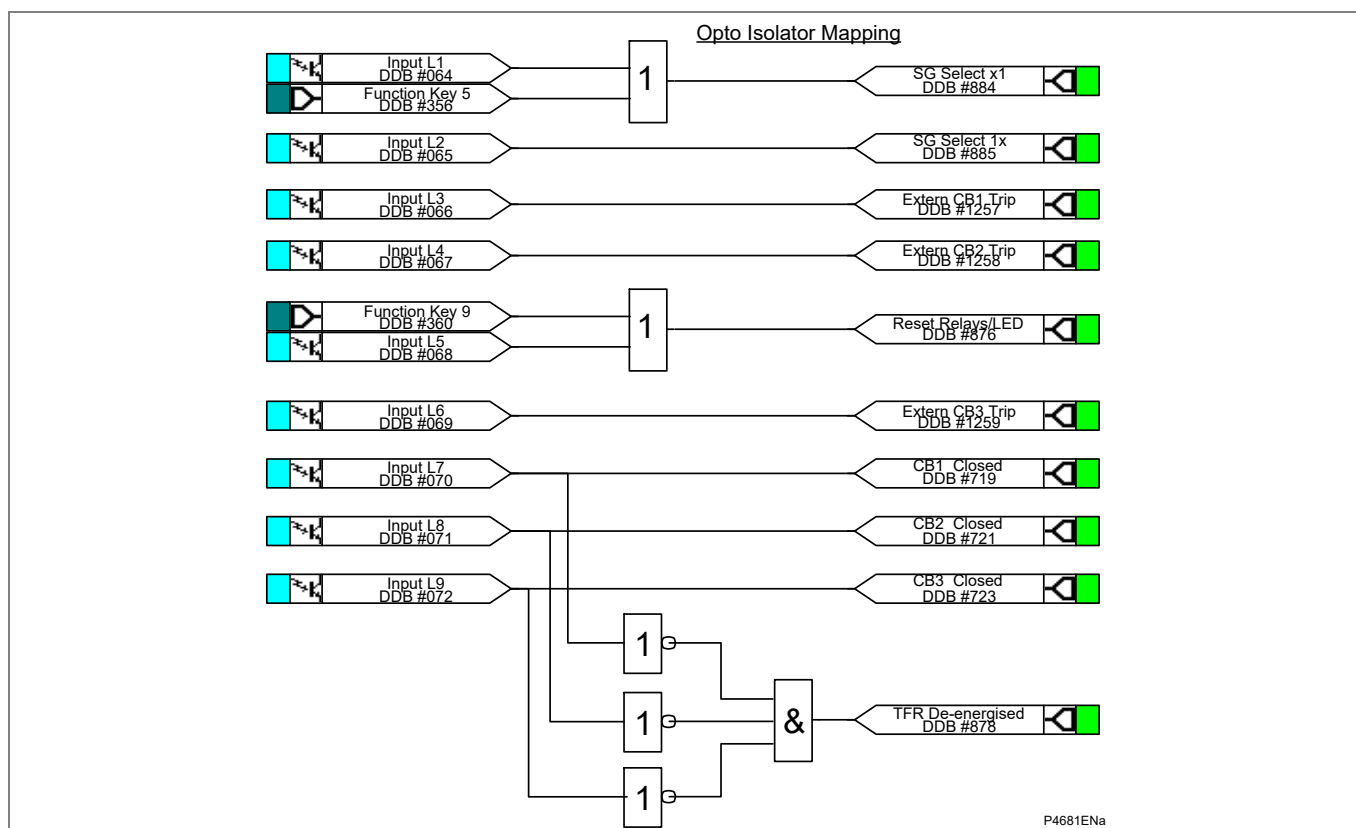 Opto Isolator Mapping
Input L1
DDB #064
Function Key 5
DDB #356
1
SG Select x1
DDB #884
Input L2
DDB #065
SG Select 1x
DDB #885
Input L3
DDB #066
Extern CB1 Trip
DDB #1257
Input L4
DDB #067
Extern CB2 Trip
DDB #1258
Function Key 9
DDB #360
Input L5
DDB #068
1
Reset Relays/LED
DDB #876
Input L6
DDB #069
Extern CB3 Trip
DDB #1259
Input L7
DDB #070
CB1 Closed
DDB #719
Input L8
DDB #071
CB2 Closed
DDB #721
Input L9
DDB #072
CB3 Closed
DDB #723
1
1
1
&
TFR De-energised
DDB #878
P4681ENa